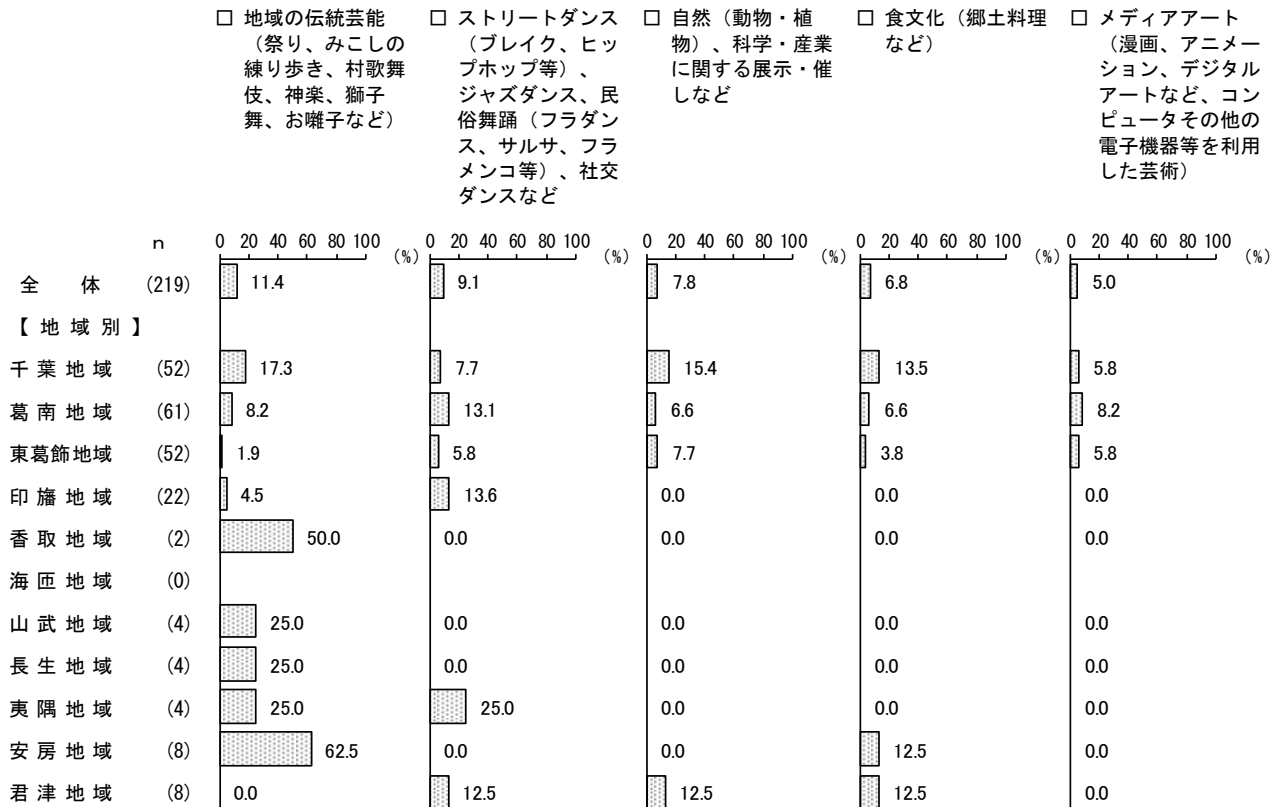 □ 地域の伝統芸能
（祭り、みこしの
練り歩き、村歌舞
伎、神楽、獅子
舞、お囃子など）
□ ストリートダンス
（ブレイク、ヒッ
プホップ等）、
ジャズダンス、民
俗舞踊（フラダン
ス、サルサ、フラ
メンコ等）、社交
ダンスなど
□ 自然（動物・植
物）、科学・産業
に関する展示・催
しなど
□ 食文化（郷土料理
など）
□ メディアアート
（漫画、アニメー
ション、デジタル
アートなど、コン
ピュータその他の
電子機器等を利用
した芸術）
n 0 20 40 60 80 100 (%) 0 20 40 60 80 100 (%) 0 20 40 60 80 100 (%) 0 20 40 60 80 100 (%) 0 20 40 60 80 100 (%)
全体 (219) 11.4 9.1 7.8 6.8 5.0
【地域別】
千葉地域 (52) 17.3 7.7 15.4 13.5 5.8
葛南地域 (61) 8.2 13.1 6.6 6.6 8.2
東葛飾地域 (52) 1.9 5.8 7.7 3.8 5.8
印旛地域 (22) 4.5 13.6 0.0 0.0 0.0
香取地域 (2) 50.0 0.0 0.0 0.0 0.0
海匝地域 (0)
山武地域 (4) 25.0 0.0 0.0 0.0 0.0
長生地域 (4) 25.0 0.0 0.0 0.0 0.0
夷隅地域 (4) 25.0 25.0 0.0 0.0 0.0
安房地域 (8) 62.5 0.0 0.0 12.5 0.0
君津地域 (8) 0.0 12.5 12.5 12.5 0.0